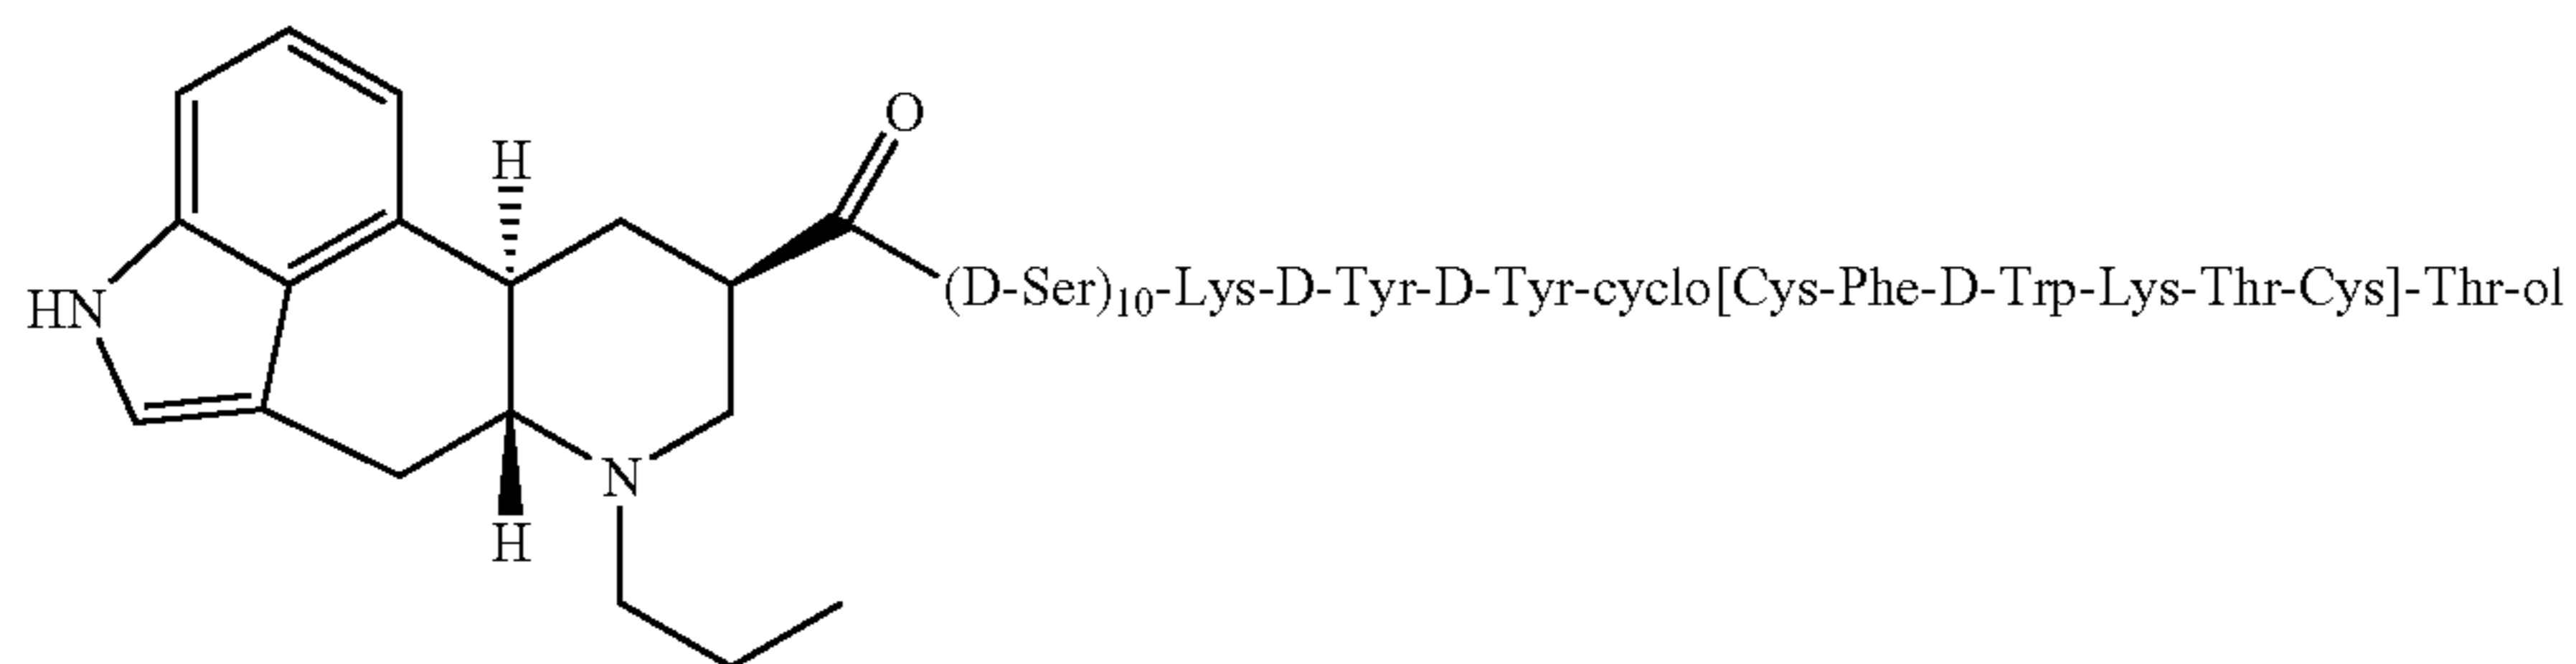 O
H
(D-Ser)10-Lys-D-Tyr-D-Tyr-cyclo[Cys-Phe-D-Trp-Lys-Thr-Cys]-Thr-ol
HN
N
H